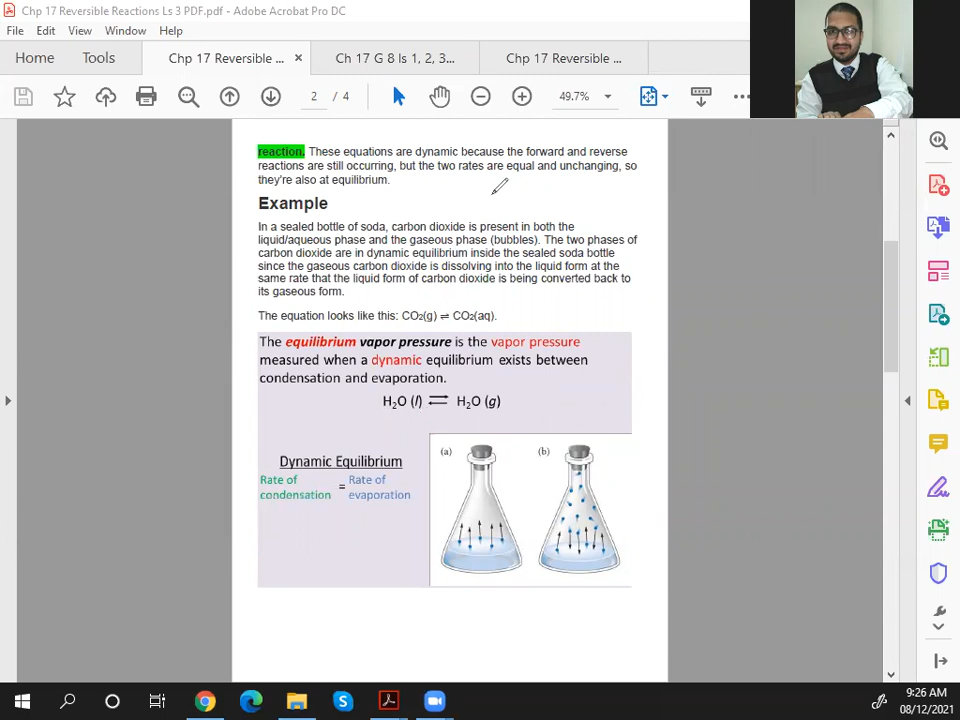 Chp 17 Reversible Reactions Ls 3 PDF.pdf - Adobe Acrobat Pro DC
File Edit View Window Help
Home Tools Chp 17 Reversible ... × Ch 17 G 8 ls 1, 2, 3... Chp 17 Reversible ...
2 / 4 49.7%
reaction. These equations are dynamic because the forward and reverse
reactions are still occurring, but the two rates are equal and unchanging, so
they're also at equilibrium.
Example
In a sealed bottle of soda, carbon dioxide is present in both the
liquid/aqueous phase and the gaseous phase (bubbles). The two phases of
carbon dioxide are in dynamic equilibrium inside the sealed soda bottle
since the gaseous carbon dioxide is dissolving into the liquid form at the
same rate that the liquid form of carbon dioxide is being converted back to
its gaseous form.
The equation looks like this: CO₂(g) ⇌ CO₂(aq).
The equilibrium vapor pressure is the vapor pressure
measured when a dynamic equilibrium exists between
condensation and evaporation.
H₂O (l) ⇌ H₂O (g)
Dynamic Equilibrium
Rate of condensation = Rate of evaporation
(a) (b)
9:26 AM
08/12/2021